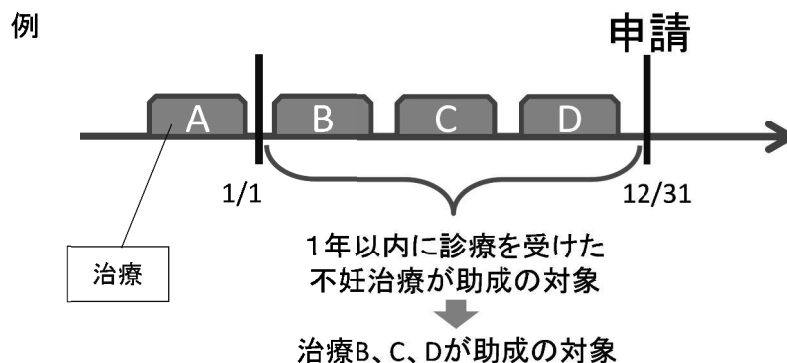 例
申請
A
B
C
D
1/1
12/31
治療
1年以内に診療を受けた
不妊治療が助成の対象
治療B、C、Dが助成の対象